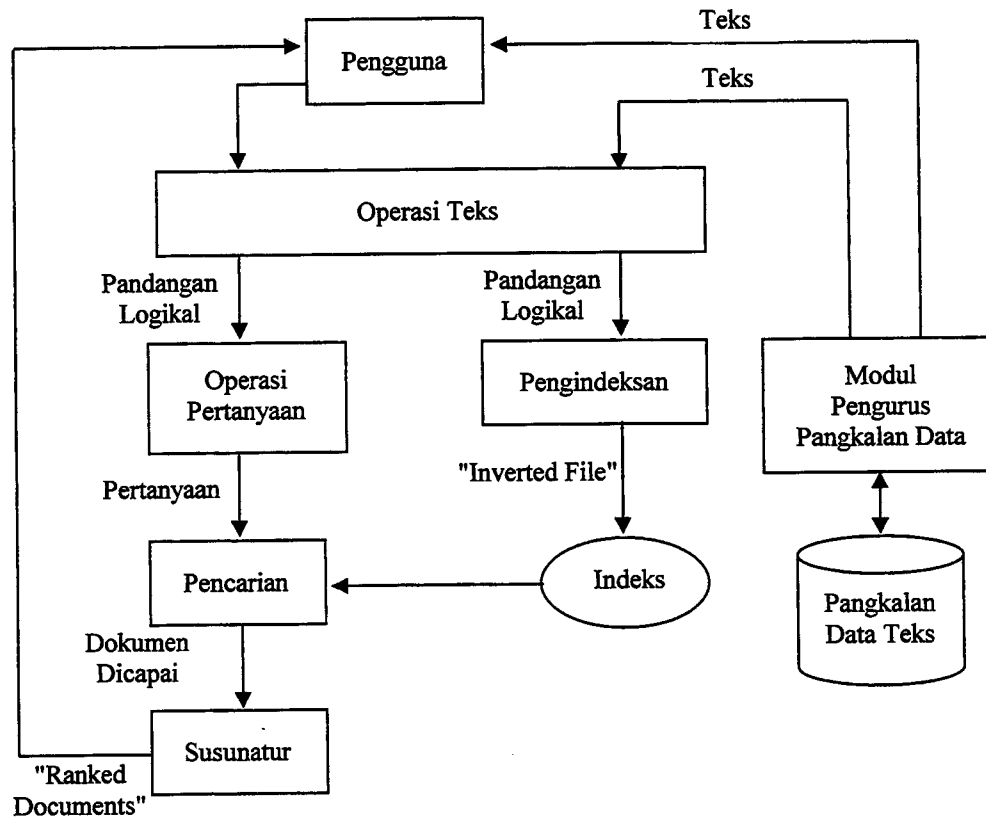 Teks
Pengguna
Teks
Operasi Teks
Pandangan
Logikal
Pandangan
Logikal
Operasi
Pertanyaan
Pengindeksan
Modul
Pengurus
Pangkalan Data
Pertanyaan
"Inverted File"
Pencarian
Indeks
Pangkalan
Data Teks
Dokumen
Dicapai
Susunatur
"Ranked
Documents"